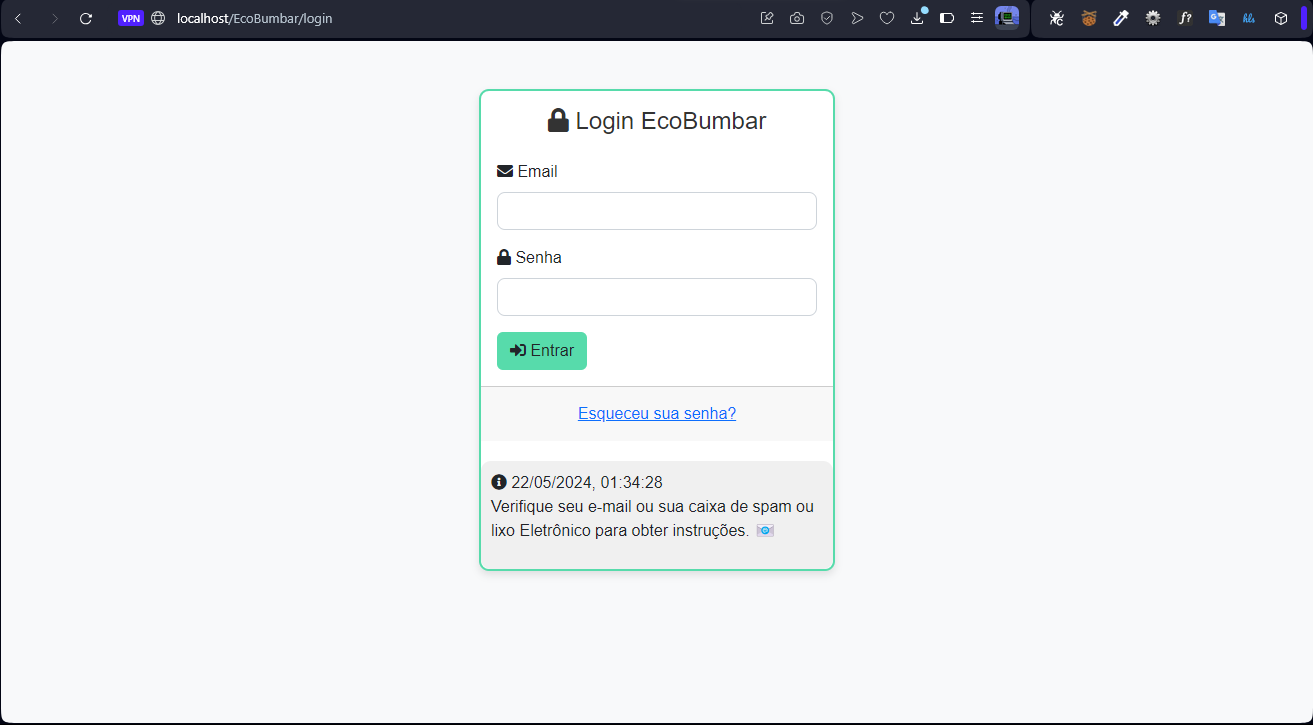 VPN localhost/EcoBumbar/login f? hls
Login EcoBumbar
Email
Senha
Entrar
Esqueceu sua senha?
22/05/2024, 01:34:28
Verifique seu e-mail ou sua caixa de spam ou
lixo Eletrônico para obter instruções.